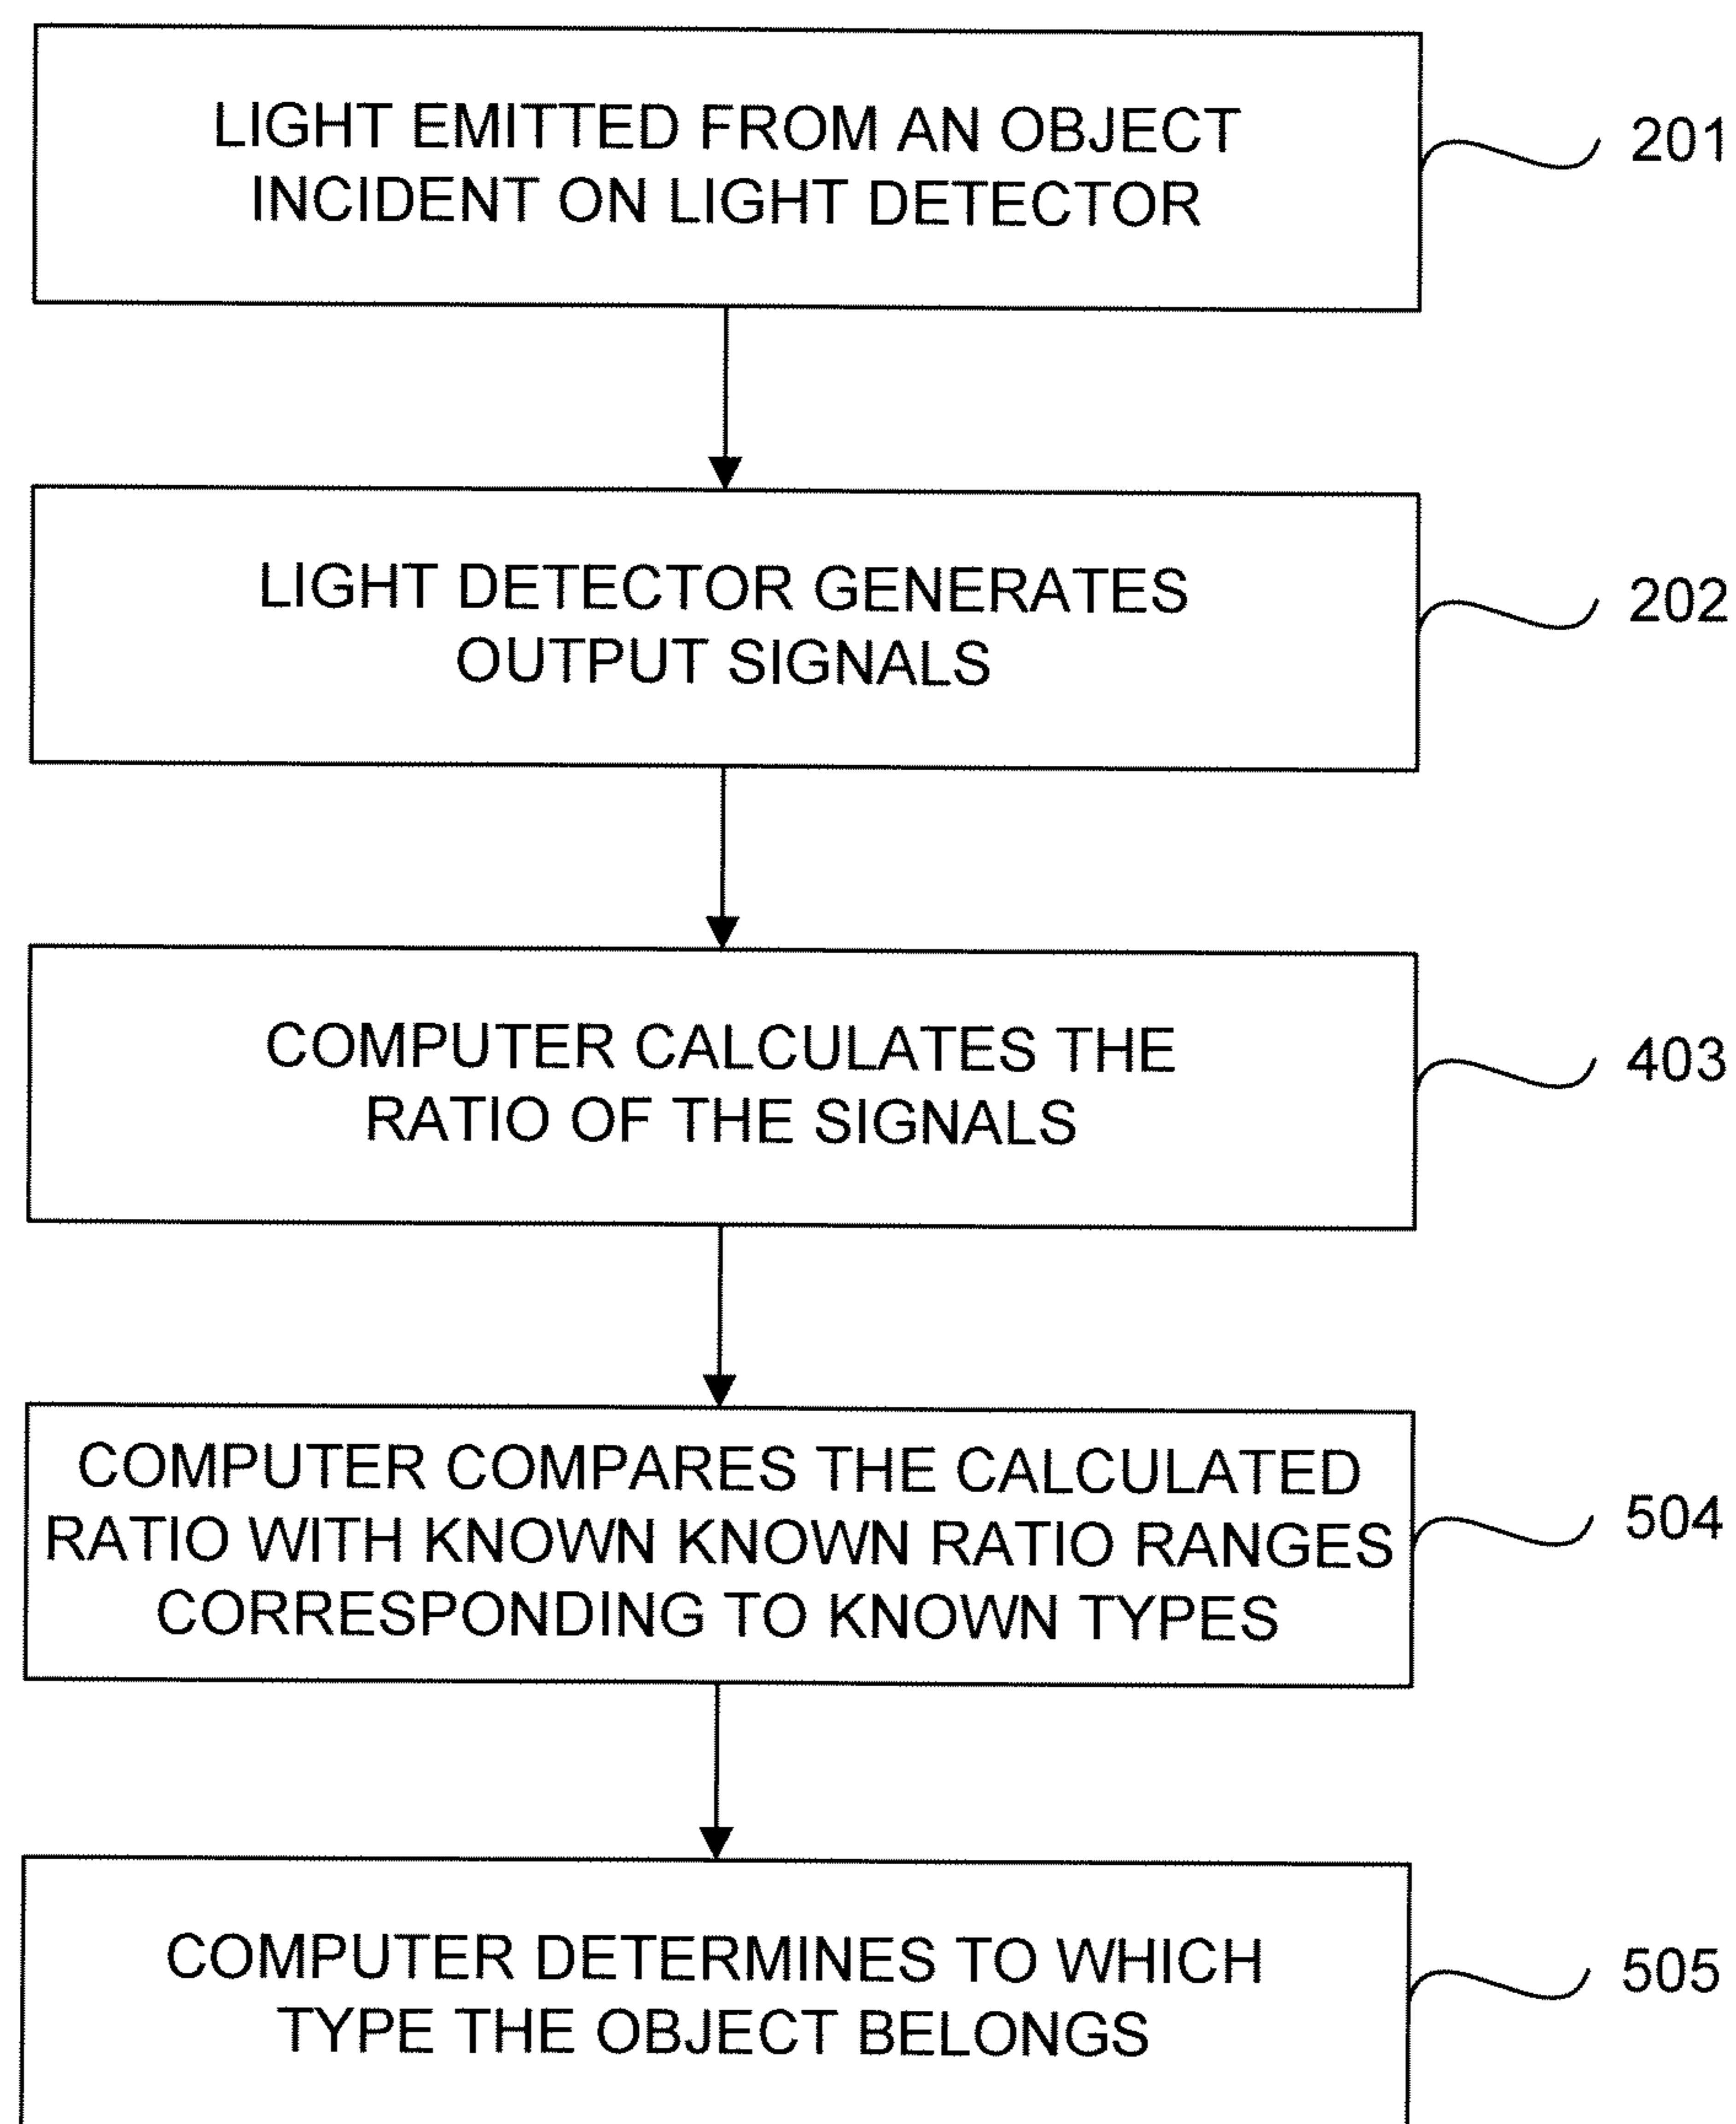 LIGHT EMITTED FROM AN OBJECT
INCIDENT ON LIGHT DETECTOR
201
LIGHT DETECTOR GENERATES
OUTPUT SIGNALS
202
COMPUTER CALCULATES THE
RATIO OF THE SIGNALS
403
COMPUTER COMPARES THE CALCULATED
RATIO WITH KNOWN KNOWN RATIO RANGES
CORRESPONDING TO KNOWN TYPES
504
COMPUTER DETERMINES TO WHICH
TYPE THE OBJECT BELONGS
505